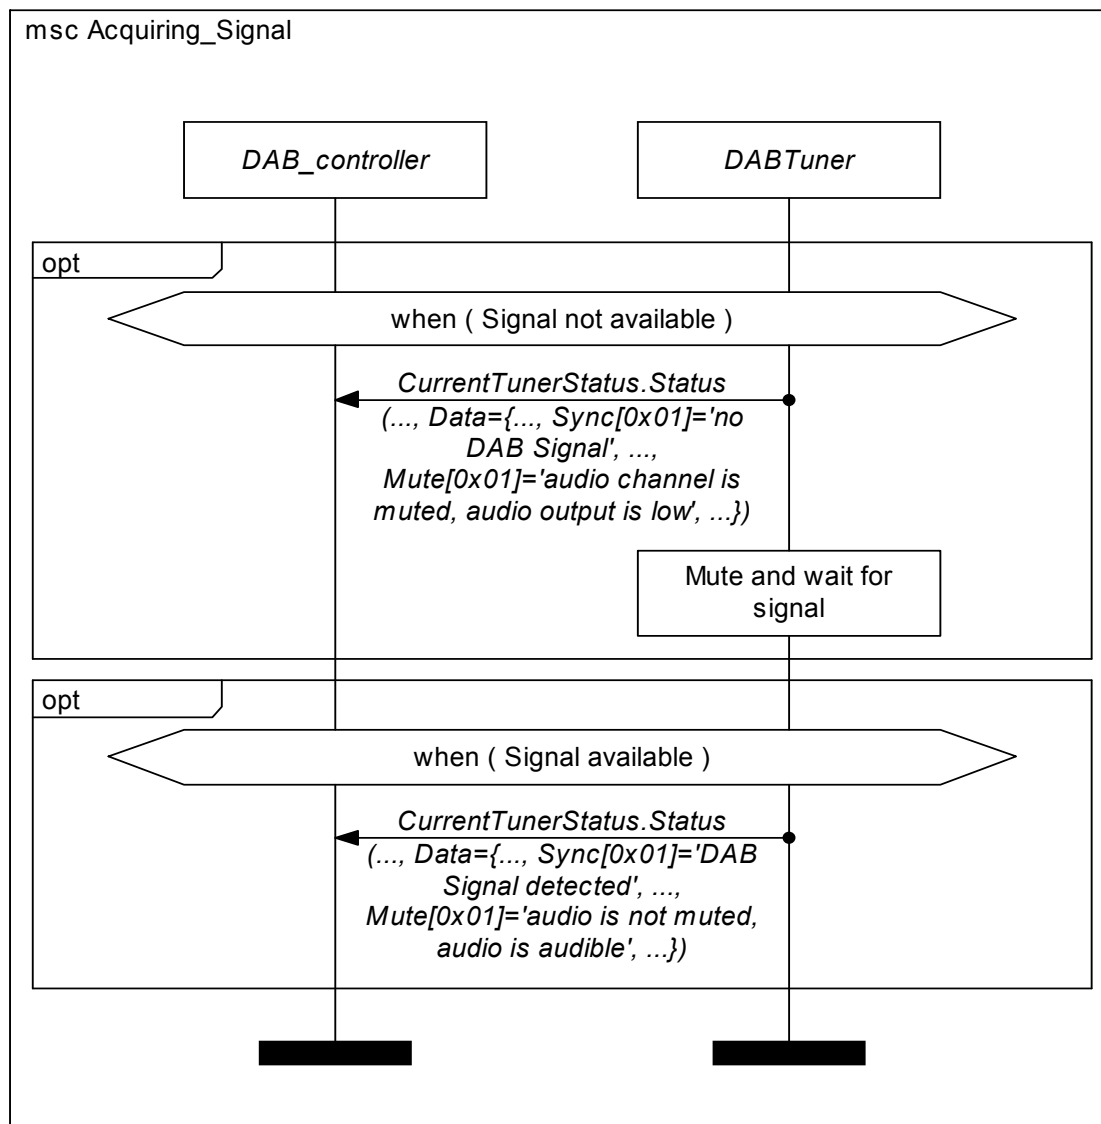 msc Acquiring_Signal
DAB_controller
DABTuner
opt
when ( Signal not available )
CurrentTunerStatus.Status
(..., Data={..., Sync[0x01]='no
DAB Signal', ...,
Mute[0x01]='audio channel is
muted, audio output is low', ...})
Mute and wait for
signal
opt
when ( Signal available )
CurrentTunerStatus.Status
(..., Data={..., Sync[0x01]='DAB
Signal detected', ...,
Mute[0x01]='audio is not muted,
audio is audible', ...})